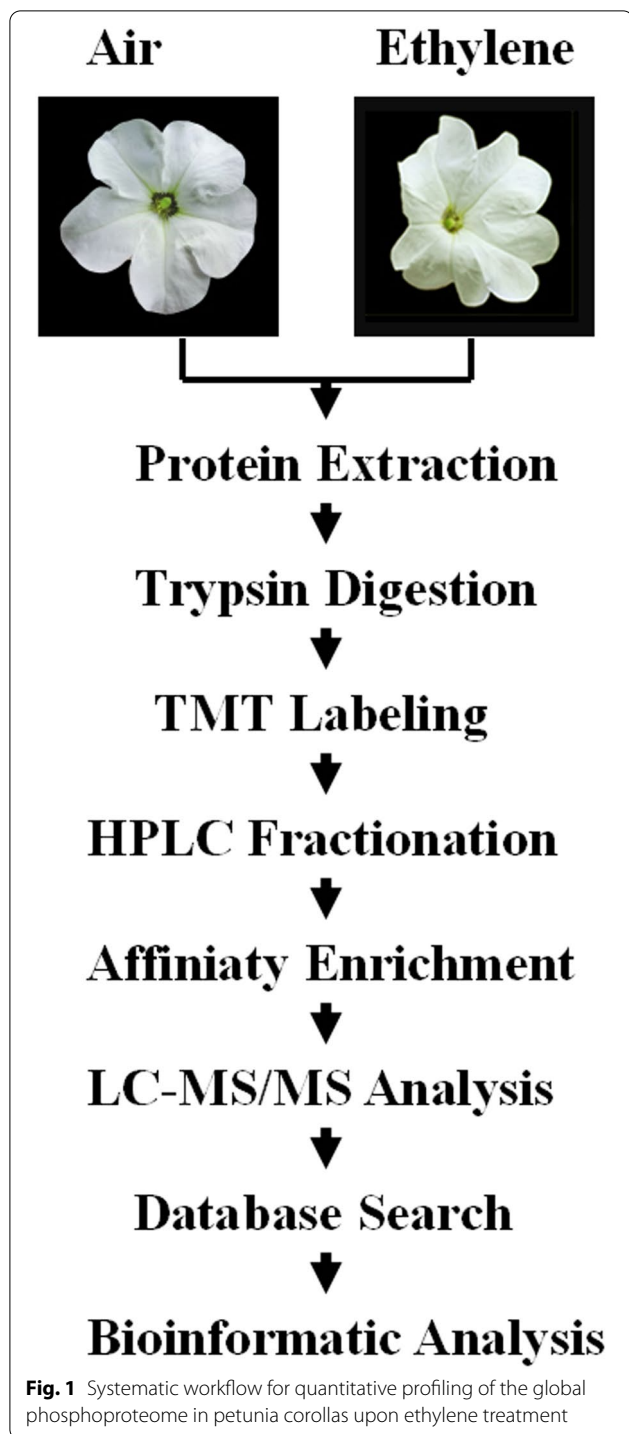 Air Ethylene
Protein Extraction
Trypsin Digestion
TMT Labeling
HPLC Fractionation
Affiniaty Enrichment
LC-MS/MS Analysis
Database Search
Bioinformatic Analysis
Fig. 1 Systematic workflow for quantitative profiling of the global
phosphoproteome in petunia corollas upon ethylene treatment